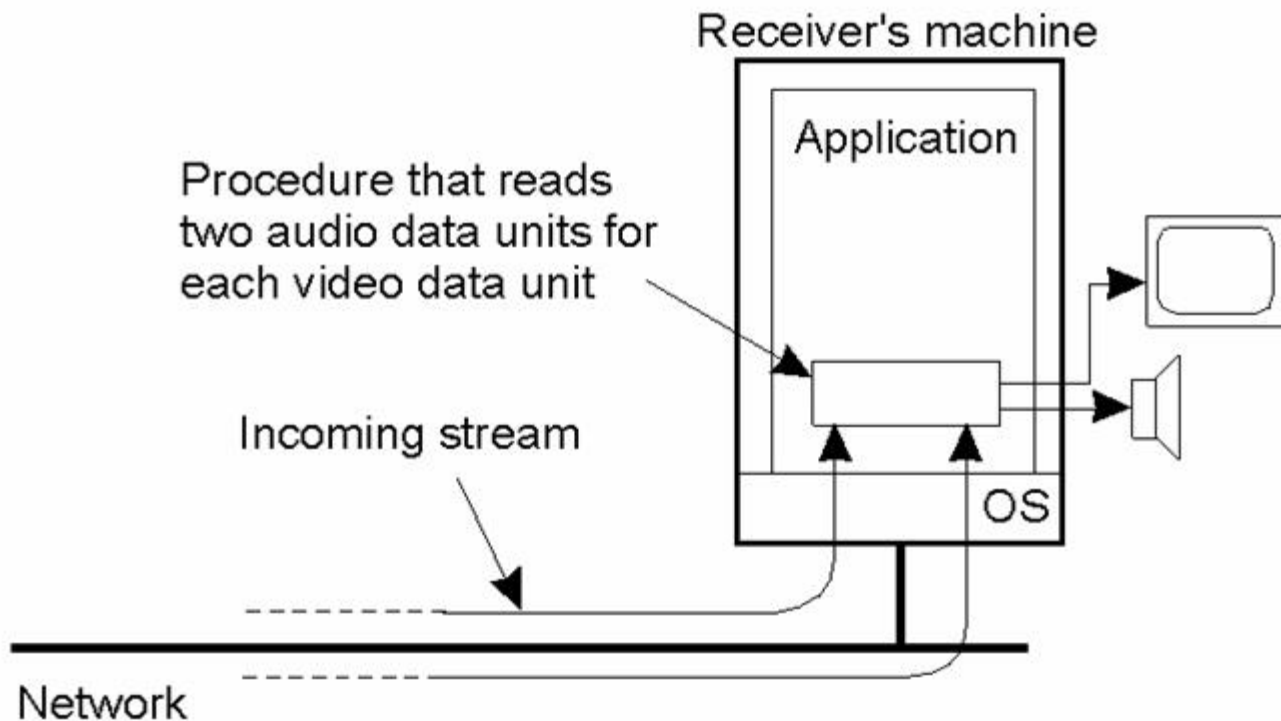 Receiver's machine
Application
Procedure that reads
two audio data units for
each video data unit
Incoming stream
OS
Network